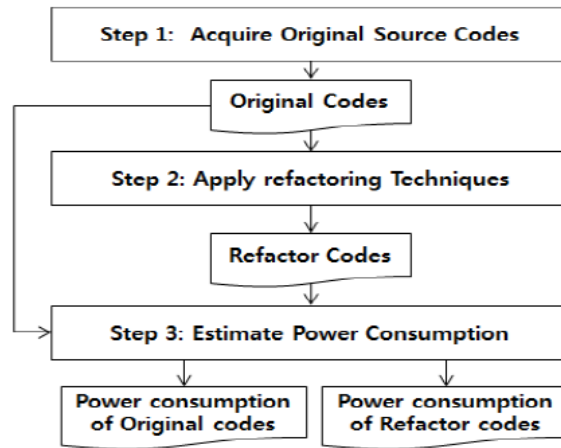 Step 1: Acquire Original Source Codes
Original Codes
Step 2: Apply refactoring Techniques
Refactor Codes
Step 3: Estimate Power Consumption
Power consumption
of Original codes
Power consumption
of Refactor codes